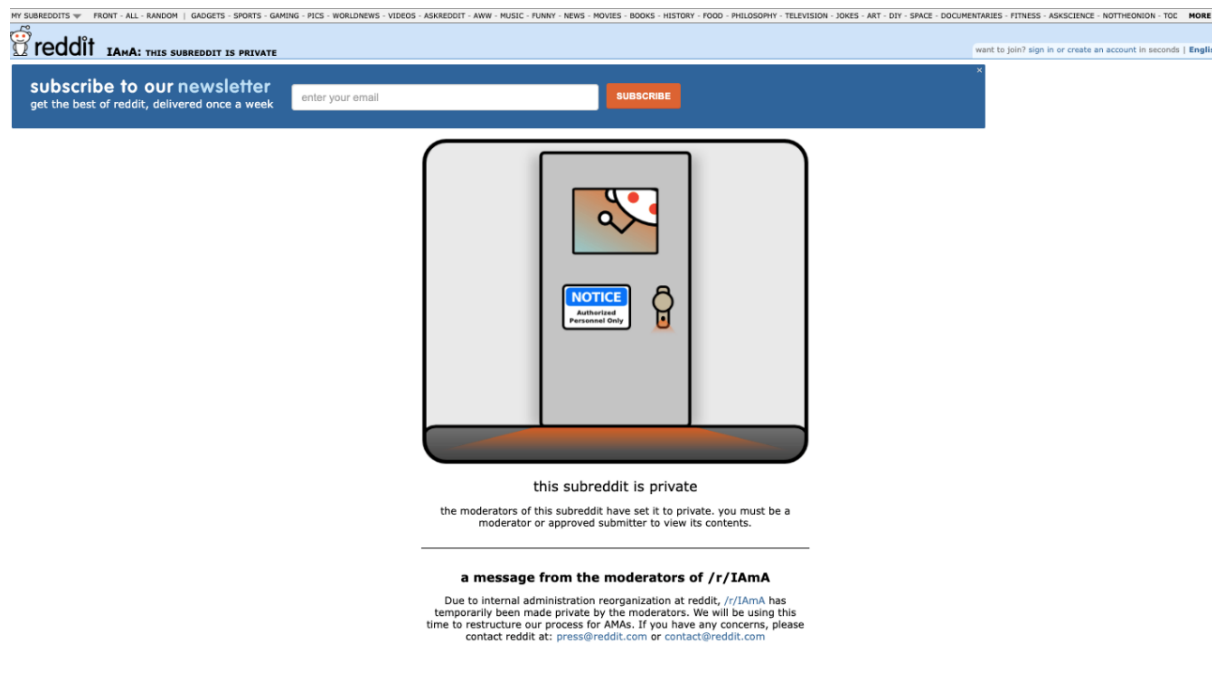 MY SUBREDDITS FRONT - ALL - RANDOM | GADGETS - SPORTS - GAMING - PICS - WORLDNEWS - VIDEOS - ASKREDDIT - AWW - MUSIC - FUNNY - NEWS - MOVIES - BOOKS - HISTORY - FOOD - PHILOSOPHY - TELEVISION - JOKES - ART - DIY - SPACE - DOCUMENTARIES - FITNESS - ASKSCIENCE - NOTTHEONION - TOD MORE
reddit IAMA: THIS SUBREDDIT IS PRIVATE
want to join? sign in or create an account in seconds | Engli
subscribe to our newsletter
get the best of reddit, delivered once a week
enter your email
SUBSCRIBE
×
NOTICE
Authorized
Personnel Only
this subreddit is private
the moderators of this subreddit have set it to private. you must be a
moderator or approved submitter to view its contents.
a message from the moderators of /r/IAmA
Due to internal administration reorganization at reddit, /r/IAmA has
temporarily been made private by the moderators. We will be using this
time to restructure our process for AMAs. If you have any concerns, please
contact reddit at: press@reddit.com or contact@reddit.com